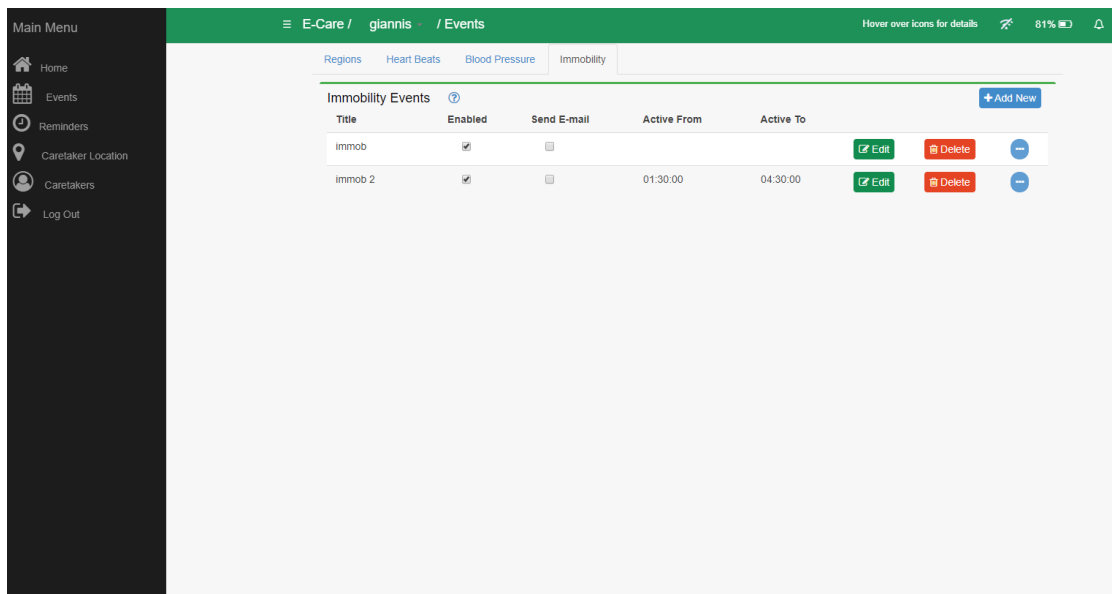 Main Menu
Home
Events
Reminders
Caretaker Location
Caretakers
Log Out
E-Care / giannis / Events
Hover over icons for details 81%
Regions Heart Beats Blood Pressure Immobility
Immobility Events ? + Add New
Title Enabled Send E-mail Active From Active To
immob Edit Delete
immob 2 01:30:00 04:30:00 Edit Delete